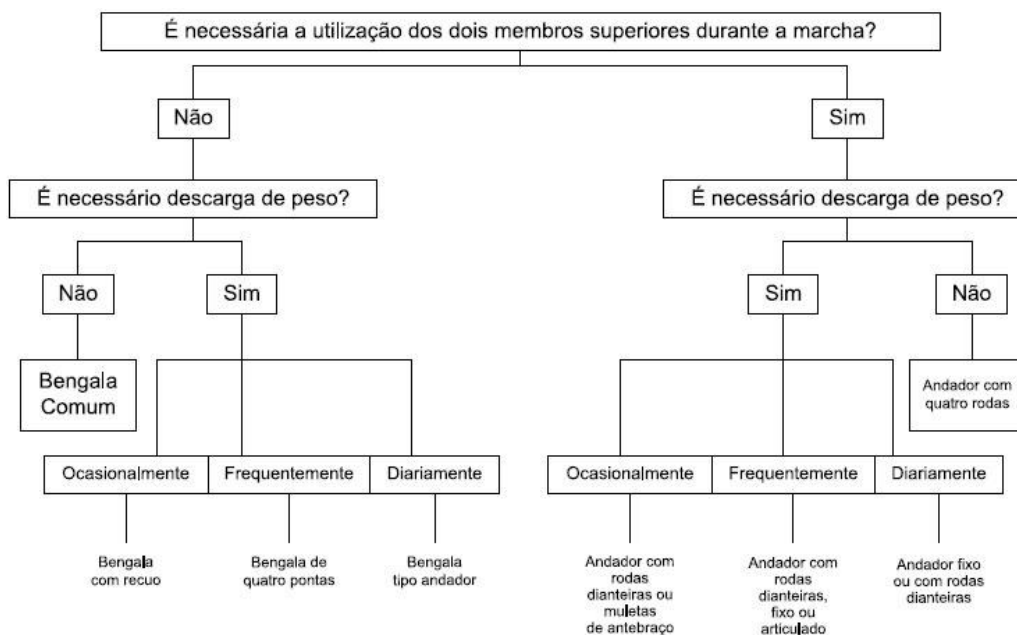 É necessária a utilização dos dois membros superiores durante a marcha?
Não
Sim
É necessário descarga de peso?
É necessário descarga de peso?
Não
Sim
Sim
Não
Bengala
Comum
Andador com
quatro rodas
Ocasionalmente
Frequentemente
Diariamente
Ocasionalmente
Frequentemente
Diariamente
Bengala
com recuo
Bengala de
quatro pontas
Bengala
tipo andador
Andador com
rodas
dianteiras ou
muletas
de antebraço
Andador com
rodas
dianteiras,
fixo ou
articulado
Andador fixo
ou com rodas
dianteiras